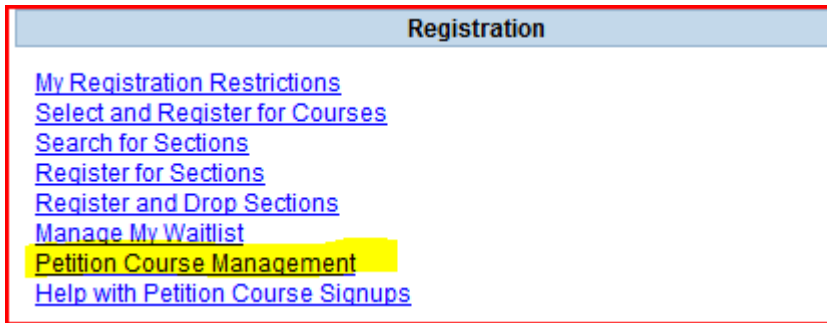 Registration
My Registration Restrictions
Select and Register for Courses
Search for Sections
Register for Sections
Register and Drop Sections
Manage My Waitlist
Petition Course Management
Help with Petition Course Signups